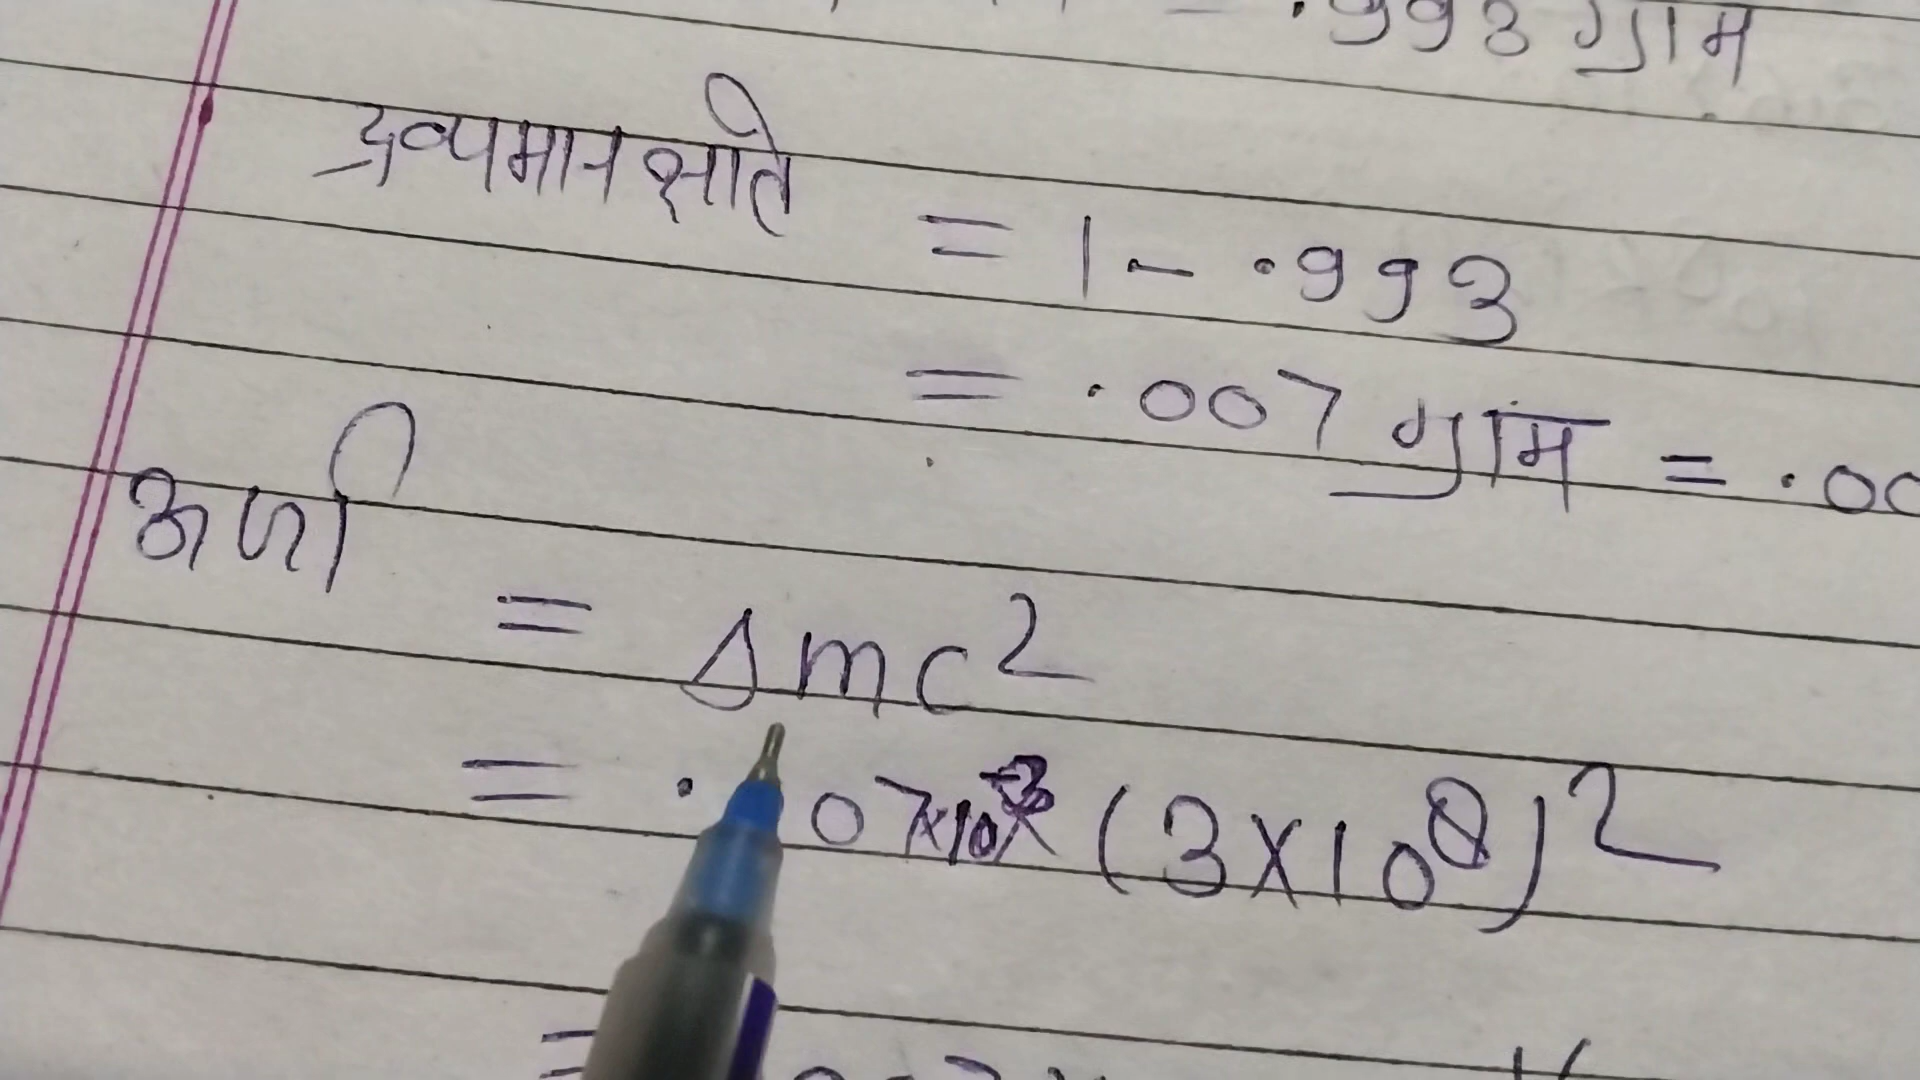 = .993 ग्राम
द्रव्यमान क्षति
= 1 - .993
= .007 ग्राम = .00
ऊर्जा
= Δmc²
= . 07×10⁻³ × (3×10⁸)²
=